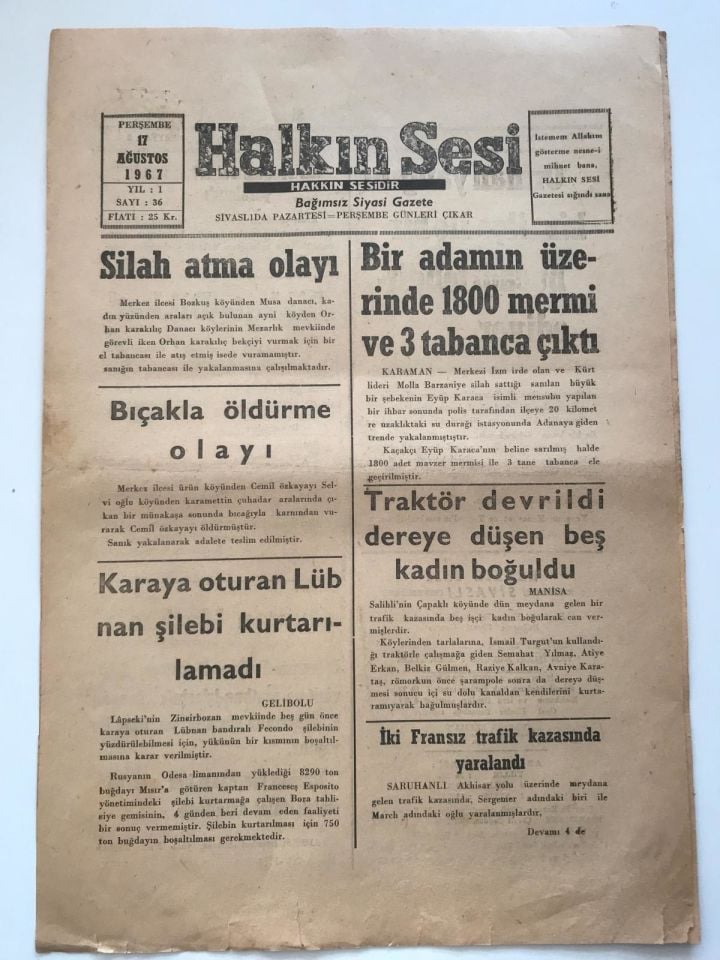 PERŞEMBE
17
AĞUSTOS
1967
YIL : 1
SAYI : 36
FİATI : 25 Kr.
Halkın Sesi
HAKKIN SESİDİR
Bağımsız Siyasi Gazete
SİVASLIDA PAZARTESİ=PERŞEMBE GÜNLERİ ÇIKAR
İstemem Allahım
gösterme nesne-i
mihnet bana,
HALKIN SESİ
Gazetesi sığındı sana
Silah atma olayı
Merkez ilcesi Bozkuş köyünden Musa danacı, ka-
dın yüzünden araları açık bulunan ayni köyden Or-
han karakılıç Danacı köylerinin Mezarlık mevkiinde
görevli iken Orhan karakılıç bekçiyi vurmak için bir
el tabancası ile atış etmiş isede vuramamıştır.
sanığın tabancası ile yakalanmasına çalışılmaktadır.
Bıçakla öldürme
olayı
Merkez ilcesi ürün köyünden Cemil özkayayı Sel-
vi oğlu köyünden karamettin çuhadar aralarında çı-
kan bir münakaşa sonunda bıcağıyla karnından vu-
rarak Cemil özkayayı öldürmüştür.
Sanık yakalanarak adalete teslim edilmiştir.
Karaya oturan Lüb
nan şilebi kurtarı-
lamadı
GELİBOLU
Lâpseki'nin Zinsirbozan mevkiinde beş gün önce
karaya oturan Lübnan bandıralı Fecondo şilebinin
yüzdürülebilmesi için, yükünün bir kısmının boşaltıl-
masına karar verilmiştir.
Rusyanın Odesa limanından yüklediği 8290 ton
buğdayı Mısır'a götüren kaptan Franceseş Esposito
yönetimindeki şilebi kurtarmağa çalışen Bora tahli-
siye gemisinin, 4 günden beri devam eden faaliyeti
bir sonuç vermemiştir. Şilebin kurtarılması için 750
ton buğdayın boşaltılması gerekmektedir.
Bir adamın üze-
rinde 1800 mermi
ve 3 tabanca çıktı
KARAMAN — Merkezi İzm irde olan ve Kürt
lideri Molla Barzaniye silah sattığı sanılan büyük
bir şebekenin Eyüp Karaca isimli mensubu yapılan
bir ihbar sonunda polis tarafından ilçeye 20 kilomet
re uzaklıktaki su durağı istasyonunda Adanaya giden
trende yakalanmıştıştır.
Kaçakçı Eyüp Karaca'nın beline sarılmış halde
1800 adet mavzer mermisi ile 3 tane tabanca ele
geçirilmiştir.
Traktör devrildi
dereye düşen beş
kadın boğuldu
MANİSA
Salihli'nin Çapaklı köyünde dün meydana gelen bir
trafik kazasında beş işçi kadın boğularak can ver-
mişlerdir.
Köylerinden tarlalarına, İsmail Turgut'un kullandı-
ğı traktörle çalışmağa giden Semahat Yılmaz, Atiye
Erkan, Belkiz Gülmen, Raziye Kalkan, Avniye Kara-
taş, römorkun önce şarampole sonra da dereye düş-
mesi sonucu içi su dolu kanaldan kendilerini kurta-
ramıyarak bağulmuşlardır.
İki Fransız trafik kazasında
yaralandı
SARUHANLI Akhisar yolu üzerinde meydana
gelen trafik kazasında, Sergemer adındaki biri ile
March adındaki oğlu yaralanmışlardır,
Devamı 4 de